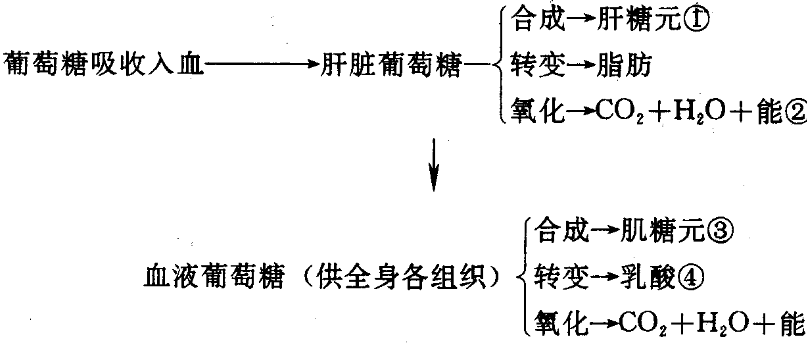 合成→肝糖元①
葡萄糖吸收入血→肝脏葡萄糖 转变→脂肪
氧化→CO₂+H₂O+能②
↓
合成→肌糖元③
血液葡萄糖（供全身各组织） 转变→乳酸④
氧化→CO₂+H₂O+能